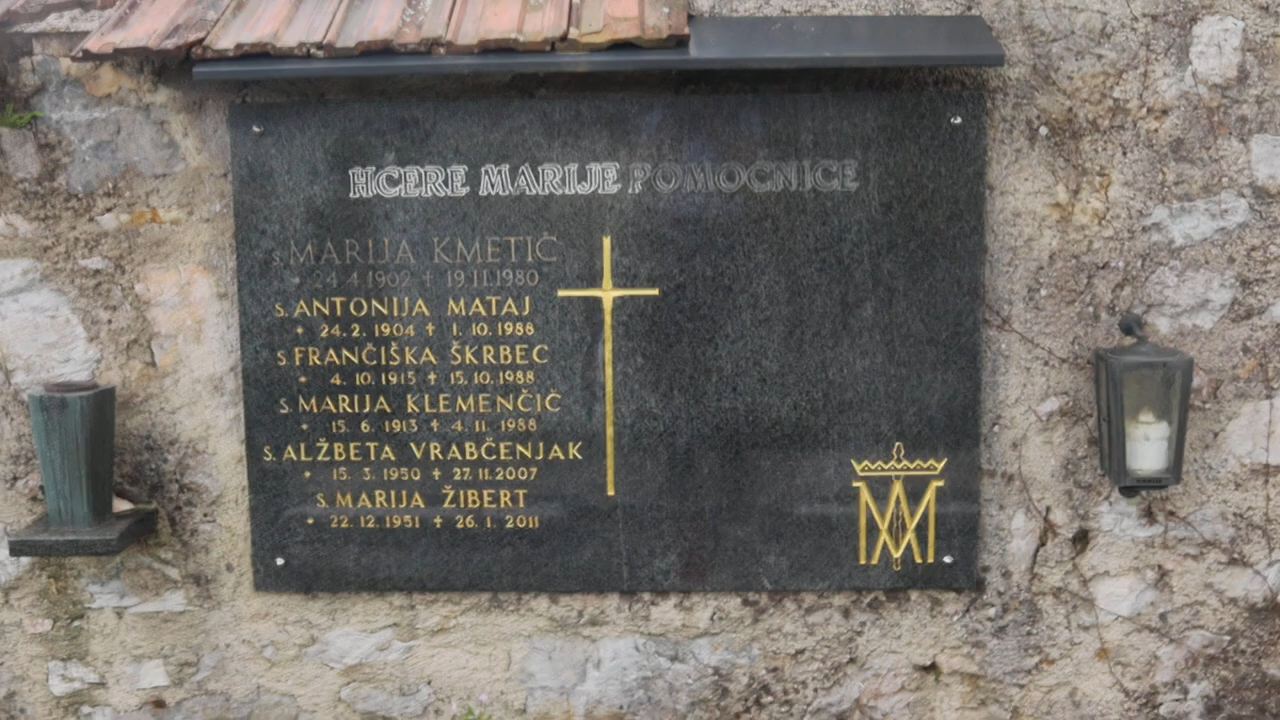 HČERE MARIJE POMOČNICE
S. MARIJA KMETIČ
* 24.4.1902 ✝ 19.11.1980
S. ANTONIJA MATAJ
* 24. 2. 1904 ✝ 1. 10. 1988
S. FRANČIŠKA ŠKRBEC
* 4. 10. 1915 ✝ 15. 10. 1988
S. MARIJA KLEMENČIČ
* 15. 6. 1913 ✝ 4. 11. 1988
S. ALŽBETA VRABČENJAK
* 15. 3. 1950 ✝ 27. 11. 2007
S. MARIJA ŽIBERT
* 22. 12. 1951 ✝ 26. 1. 2011